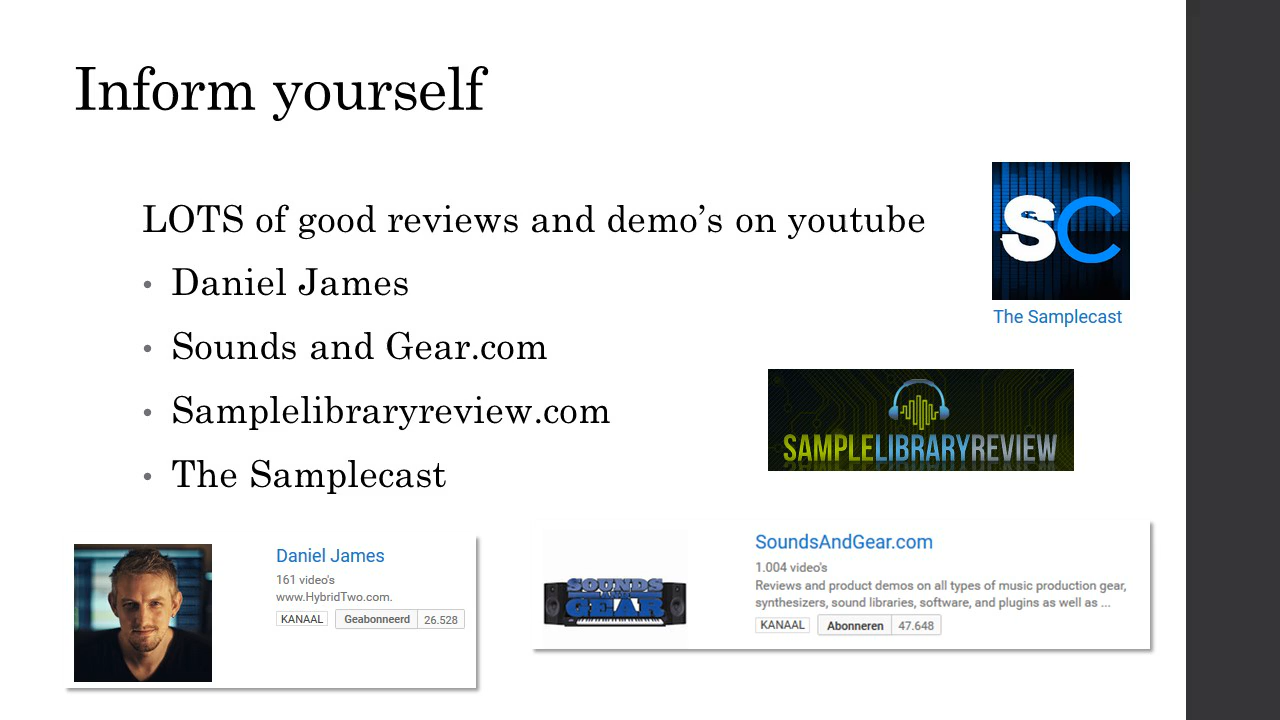 Inform yourself
LOTS of good reviews and demo’s on youtube
• Daniel James
• Sounds and Gear.com
• Samplelibraryreview.com
• The Samplecast
SC
The Samplecast
SAMPLELIBRARYREVIEW
Daniel James
161 video's
www.HybridTwo.com.
KANAAL Geabonneerd 26.528
SOUNDS
AND
GEAR
SoundsAndGear.com
1.004 video's
Reviews and product demos on all types of music production gear,
synthesizers, sound libraries, software, and plugins as well as ...
KANAAL Abonneren 47.648